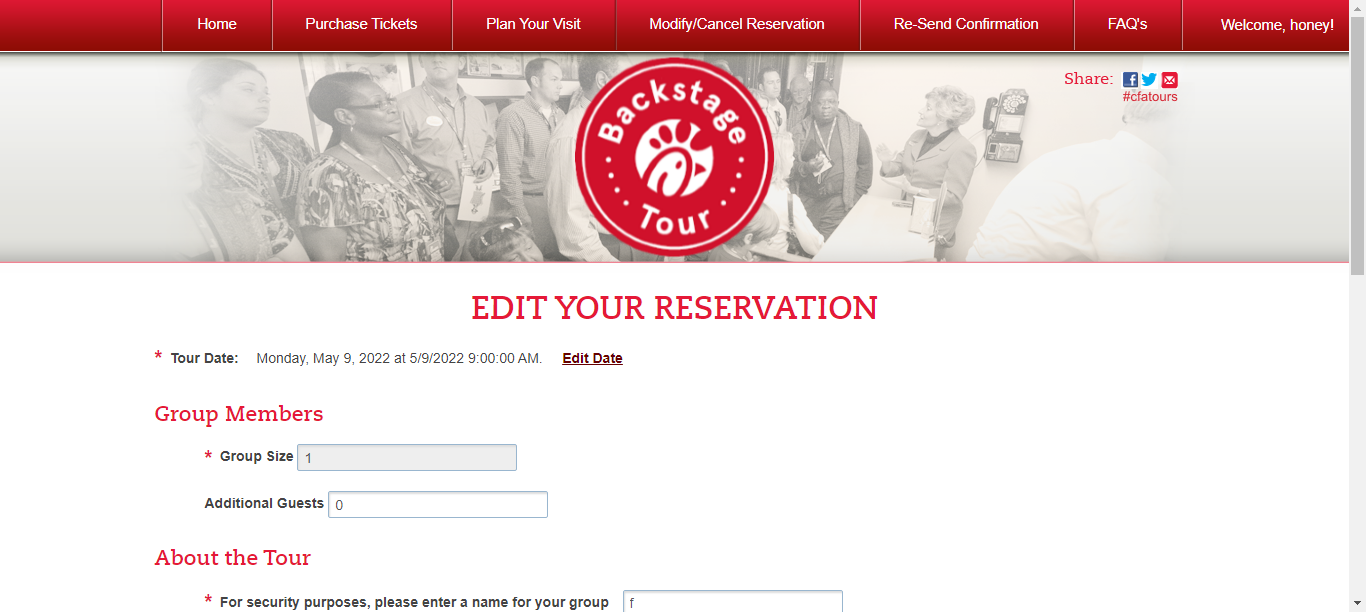 Home Purchase Tickets Plan Your Visit Modify/Cancel Reservation Re-Send Confirmation FAQ's Welcome, honey!
Share:
#cfatours
Backstage
Tour
EDIT YOUR RESERVATION
* Tour Date: Monday, May 9, 2022 at 5/9/2022 9:00:00 AM. Edit Date
Group Members
* Group Size 1
Additional Guests 0
About the Tour
* For security purposes, please enter a name for your group f